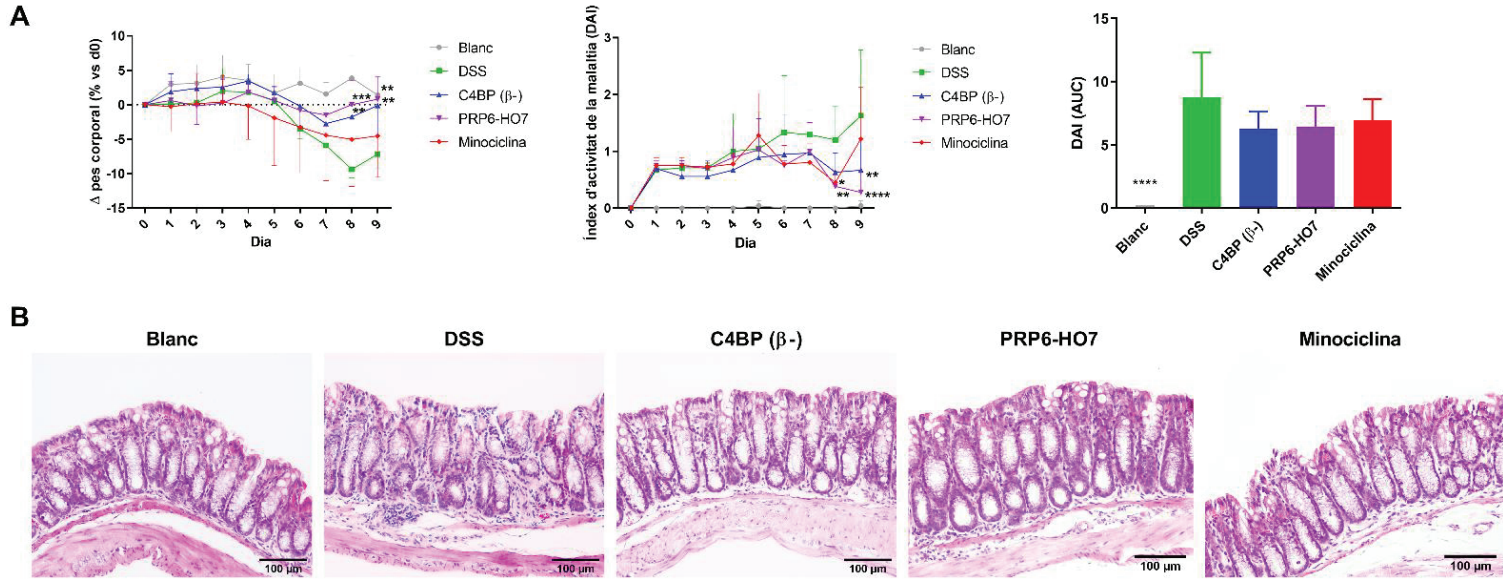 A
Δ pes corporal (% vs d0)
10
5
0
-5
-10
-15
0 1 2 3 4 5 6 7 8 9
Dia
Blanc
DSS
C4BP (β-)
PRP6-HO7
Minociclina
***
**
**
**
Índex d'activitat de la malaltia (DAI)
3
2
1
0
0 1 2 3 4 5 6 7 8 9
Dia
Blanc
DSS
C4BP (β-)
PRP6-HO7
Minociclina
*
**
**
****
DAI (AUC)
15
10
5
0
****
Blanc
DSS
C4BP (β-)
PRP6-HO7
Minociclina
B
Blanc
DSS
C4BP (β-)
PRP6-HO7
Minociclina
100 µm
100 µm
100 µm
100 µm
100 µm